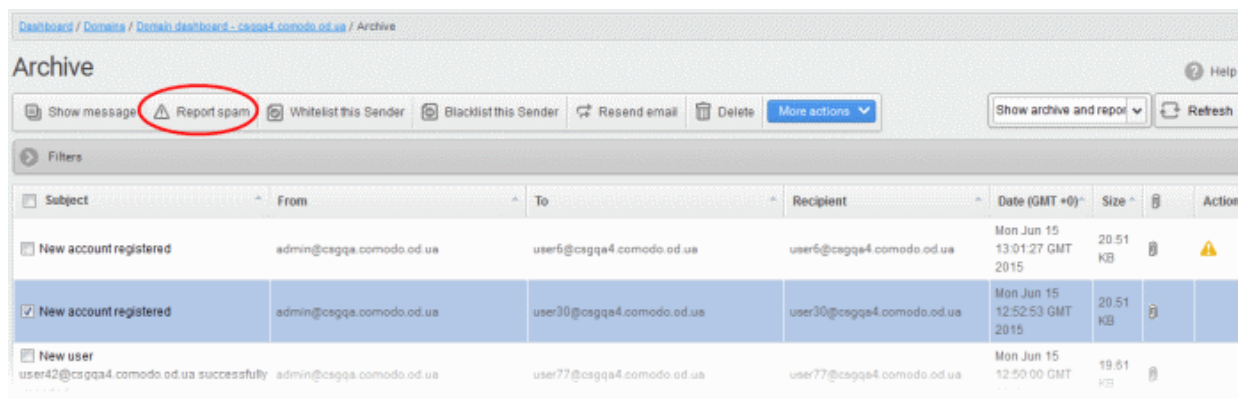 Dashboard / Domains / Domain dashboard - csgqa4.comodo.od.ua / Archive
Archive
Help
Show message Report spam Whitelist this Sender Blacklist this Sender Resend email Delete More actions Show archive and repor Refresh
Filters
Subject From To Recipient Date (GMT +0) Size Action
New account registered admin@csgqa.comodo.od.ua user6@csgqa4.comodo.od.ua user6@csgqa4.comodo.od.ua Mon Jun 15 13:01:27 GMT 2015 20.51 KB
New account registered admin@csgqa.comodo.od.ua user30@csgqa4.comodo.od.ua user30@csgqa4.comodo.od.ua Mon Jun 15 12:52:53 GMT 2015 20.51 KB
New user
user42@csgqa4.comodo.od.ua successfully admin@csgqa.comodo.od.ua user77@csgqa4.comodo.od.ua user77@csgqa4.comodo.od.ua Mon Jun 15 12:50:00 GMT 19.61 KB